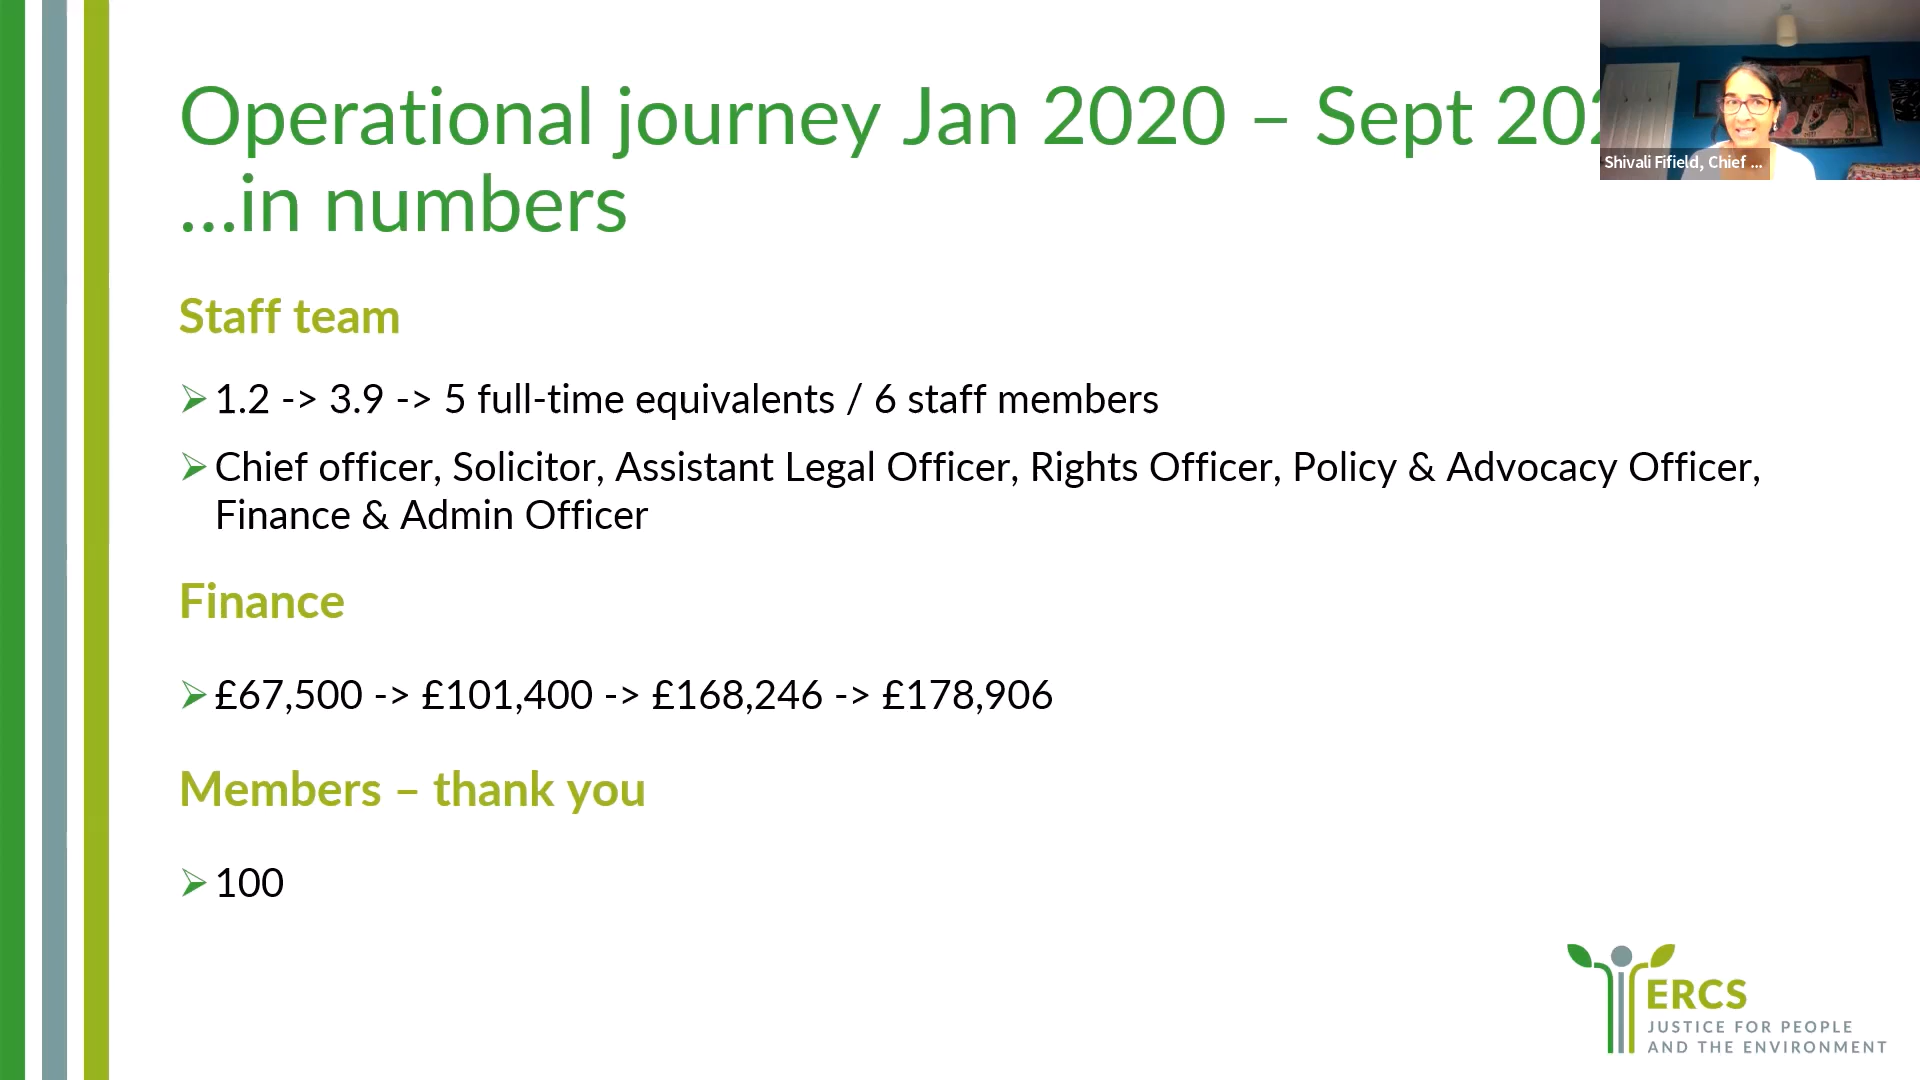 Operational journey Jan 2020 – Sept
...in numbers
Shivali Fifield, Chief ...
Staff team
1.2 -> 3.9 -> 5 full-time equivalents / 6 staff members
Chief officer, Solicitor, Assistant Legal Officer, Rights Officer, Policy & Advocacy Officer,
Finance & Admin Officer
Finance
£67,500 -> £101,400 -> £168,246 -> £178,906
Members – thank you
100
ERCS
JUSTICE FOR PEOPLE
AND THE ENVIRONMENT